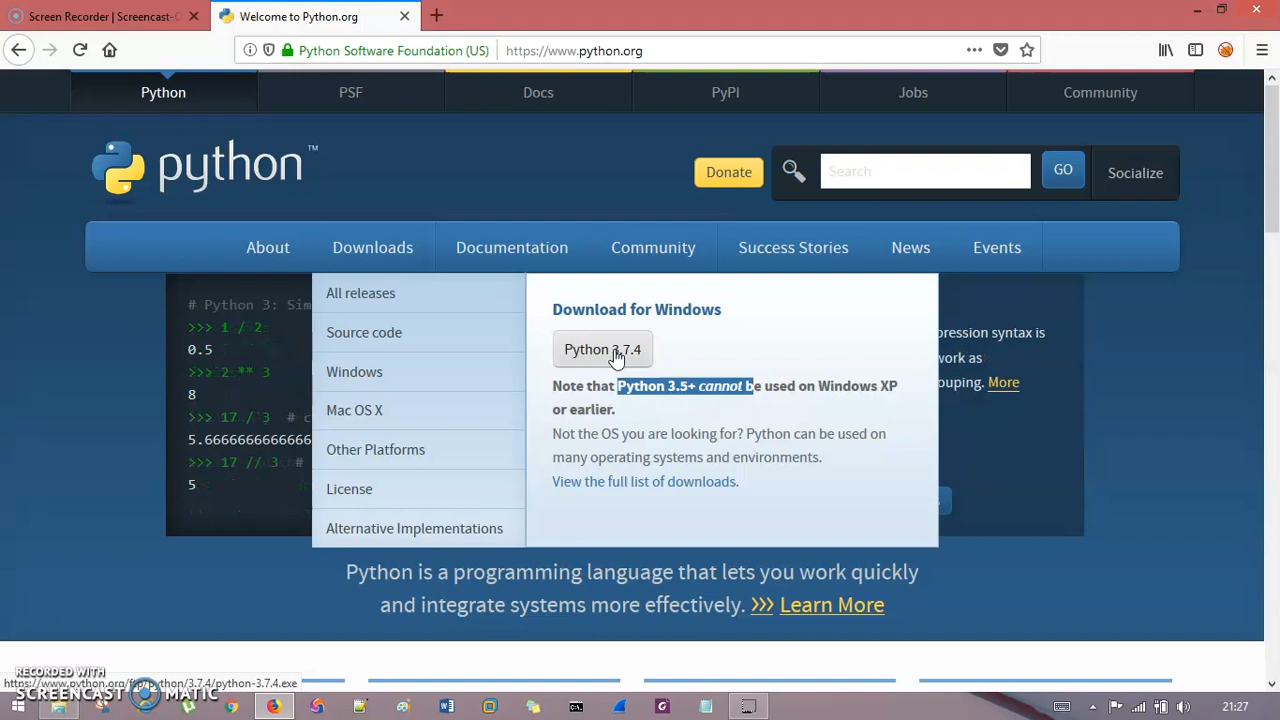 Screen Recorder | Screencast-O
Welcome to Python.org
Python Software Foundation (US)
https://www.python.org
Python
PSF
Docs
PyPI
Jobs
Community
python™
Donate
Search
GO
Socialize
About
Downloads
Documentation
Community
Success Stories
News
Events
# Python 3: Sim
>>> 1 / 2
0.5
>>> 2 ** 3
8
>>> 17 / 3 #
5.6666666666666
>>> 17 // 3 #
5
All releases
Source code
Windows
Mac OS X
Other Platforms
License
Alternative Implementations
Download for Windows
Python 3.7.4
Note that Python 3.5+ cannot be used on Windows XP
or earlier.
Not the OS you are looking for? Python can be used on
many operating systems and environments.
View the full list of downloads.
pression syntax is
work as
ouping. More
Python is a programming language that lets you work quickly
and integrate systems more effectively. >>> Learn More
RECORDED WITH
https://www.python.org/ftp/python/3.7.4/python-3.7.4.exe
SCREENCAST MATIC
21:27